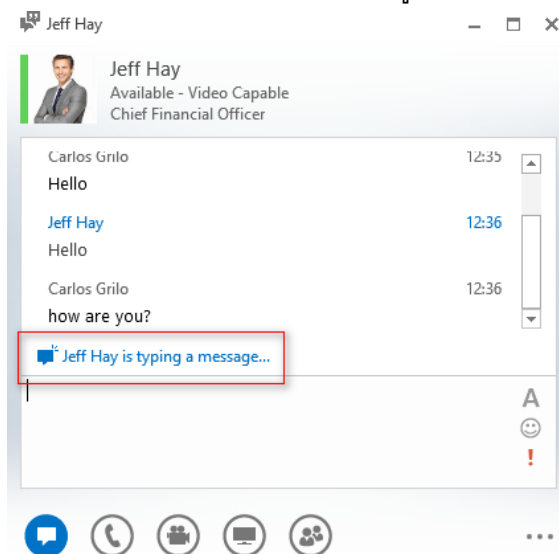 Jeff Hay
Jeff Hay
Available - Video Capable
Chief Financial Officer
Carlos Grilo 12:35
Hello
Jeff Hay 12:36
Hello
Carlos Grilo 12:36
how are you?
Jeff Hay is typing a message...
A
!